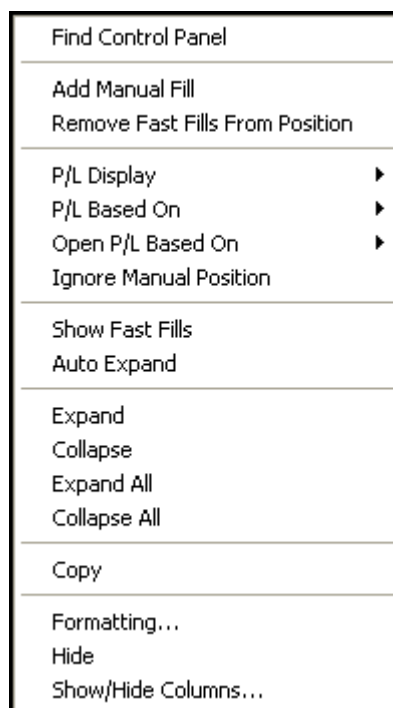 Find Control Panel
Add Manual Fill
Remove Fast Fills From Position
P/L Display
P/L Based On
Open P/L Based On
Ignore Manual Position
Show Fast Fills
Auto Expand
Expand
Collapse
Expand All
Collapse All
Copy
Formatting...
Hide
Show/Hide Columns...